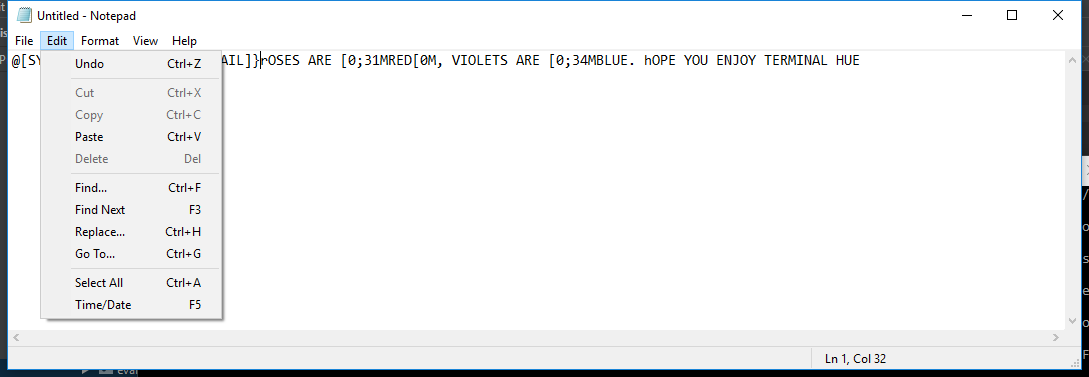 Untitled - Notepad
File Edit Format View Help
@[SY AIL]}rOSES ARE [0;31MRED[0M, VIOLETS ARE [0;34MBLUE. hOPE YOU ENJOY TERMINAL HUE
Undo Ctrl+Z
Cut Ctrl+X
Copy Ctrl+C
Paste Ctrl+V
Delete Del
Find... Ctrl+F
Find Next F3
Replace... Ctrl+H
Go To... Ctrl+G
Select All Ctrl+A
Time/Date F5
Ln 1, Col 32